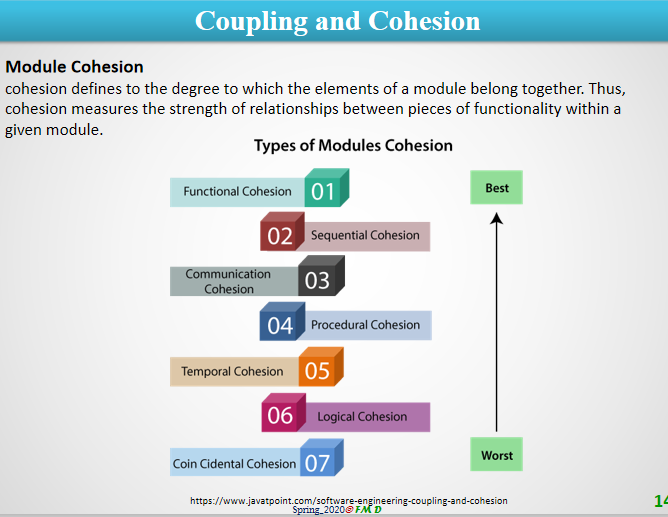 Coupling and Cohesion
Module Cohesion
cohesion defines to the degree to which the elements of a module belong together. Thus,
cohesion measures the strength of relationships between pieces of functionality within a
given module.
Types of Modules Cohesion
Functional Cohesion 01
Best
02 Sequential Cohesion
Communication
Cohesion
03
04 Procedural Cohesion
Temporal Cohesion 05
06 Logical Cohesion
Coin Cidental Cohesion 07
Worst
https://www.javatpoint.com/software-engineering-coupling-and-cohesion
Spring_2020@ FMD
14